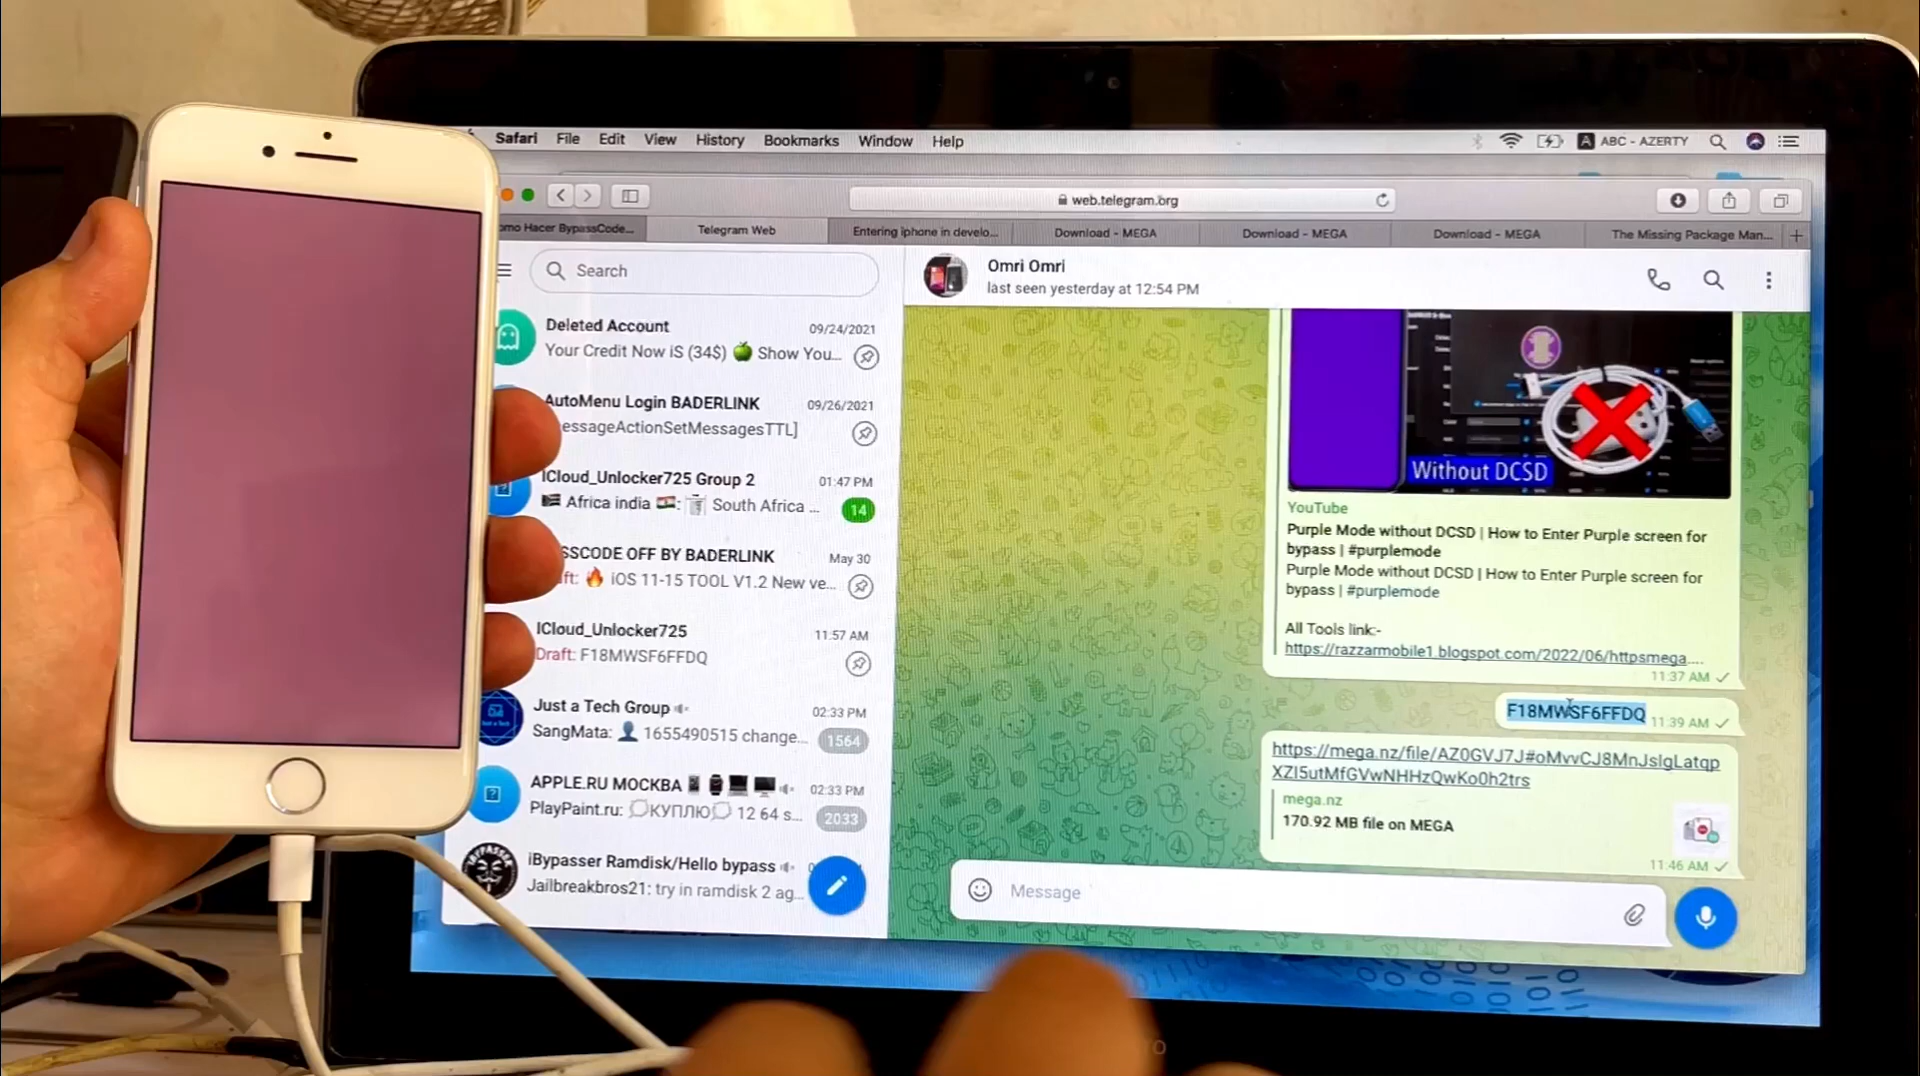 Safari File Edit View History Bookmarks Window Help
ABC - AZERTY
web.telegram.org
omo Hacer BypassCode...
Telegram Web
Entering iphone in develo...
Download - MEGA
Download - MEGA
Download - MEGA
The Missing Package Man...
Search
Deleted Account 09/24/2021
Your Credit Now iS (34$) 🍏 Show You...
AutoMenu Login BADERLINK 09/26/2021
essageActionSetMessagesTTL]
ICloud_Unlocker725 Group 2 01:47 PM
🇿🇦 Africa india 🇮🇳: South Africa ... 14
SSCODE OFF BY BADERLINK May 30
ft: 🔥 iOS 11-15 TOOL V1.2 New ve...
ICloud_Unlocker725 11:57 AM
Draft: F18MWSF6FFDQ
Just a Tech Group 02:33 PM
SangMata: 👤 1655490515 change... 1564
APPLE.RU МОСКВА 02:33 PM
PlayPaint.ru: КУПЛЮ 12 64 s... 2033
iBypasser Ramdisk/Hello bypass
Jailbreakbros21: try in ramdisk 2 ag...
Omri Omri
last seen yesterday at 12:54 PM
Without DCSD
YouTube
Purple Mode without DCSD | How to Enter Purple screen for
bypass | #purplemode
Purple Mode without DCSD | How to Enter Purple screen for
bypass | #purplemode
All Tools link:-
https://razzarmobile1.blogspot.com/2022/06/httpsmega....
11:37 AM
F18MWSF6FFDQ 11:39 AM
https://mega.nz/file/AZ0GVJ7J#oMvvCJ8MnJsIgLatqp
XZI5utMfGVwNHHzQwKo0h2trs
mega.nz
170.92 MB file on MEGA
11:46 AM
Message